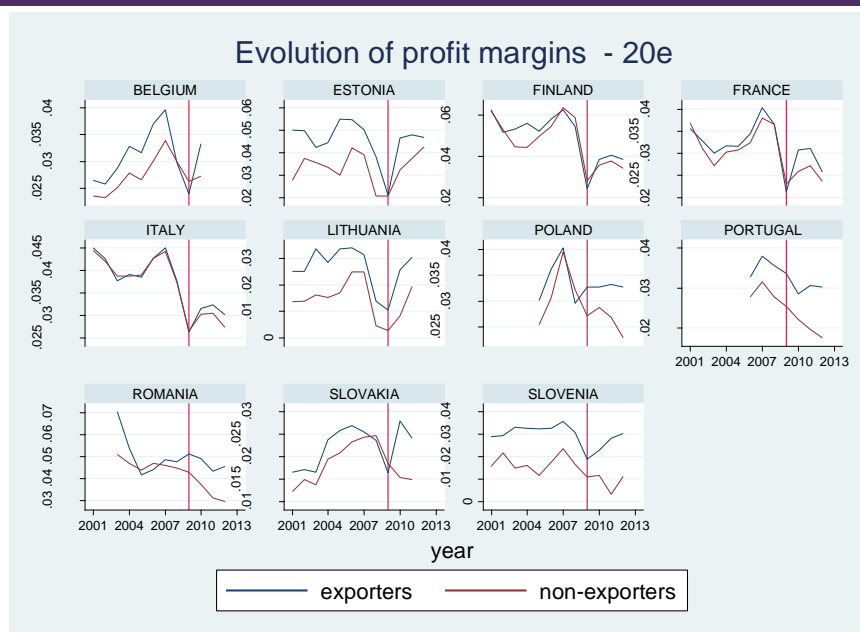 Evolution of profit margins - 20e
BELGIUM ESTONIA FINLAND FRANCE
.025 .03 .035 .04
.02 .03 .04 .05 .06
.02 .04 .06
.025 .03 .035 .04
ITALY LITHUANIA POLAND PORTUGAL
.025 .03 .035 .04 .045
0 .01 .02 .03
.025 .03 .035
.02 .03 .04
2001 2004 2007 2010 2013
ROMANIA SLOVAKIA SLOVENIA
.03 .04 .05 .06 .07
.01 .015 .025 .03
0 .01 .02 .03 .04
2001 2004 2007 2010 2013 2001 2004 2007 2010 2013 2001 2004 2007 2010 2013
year
exporters non-exporters